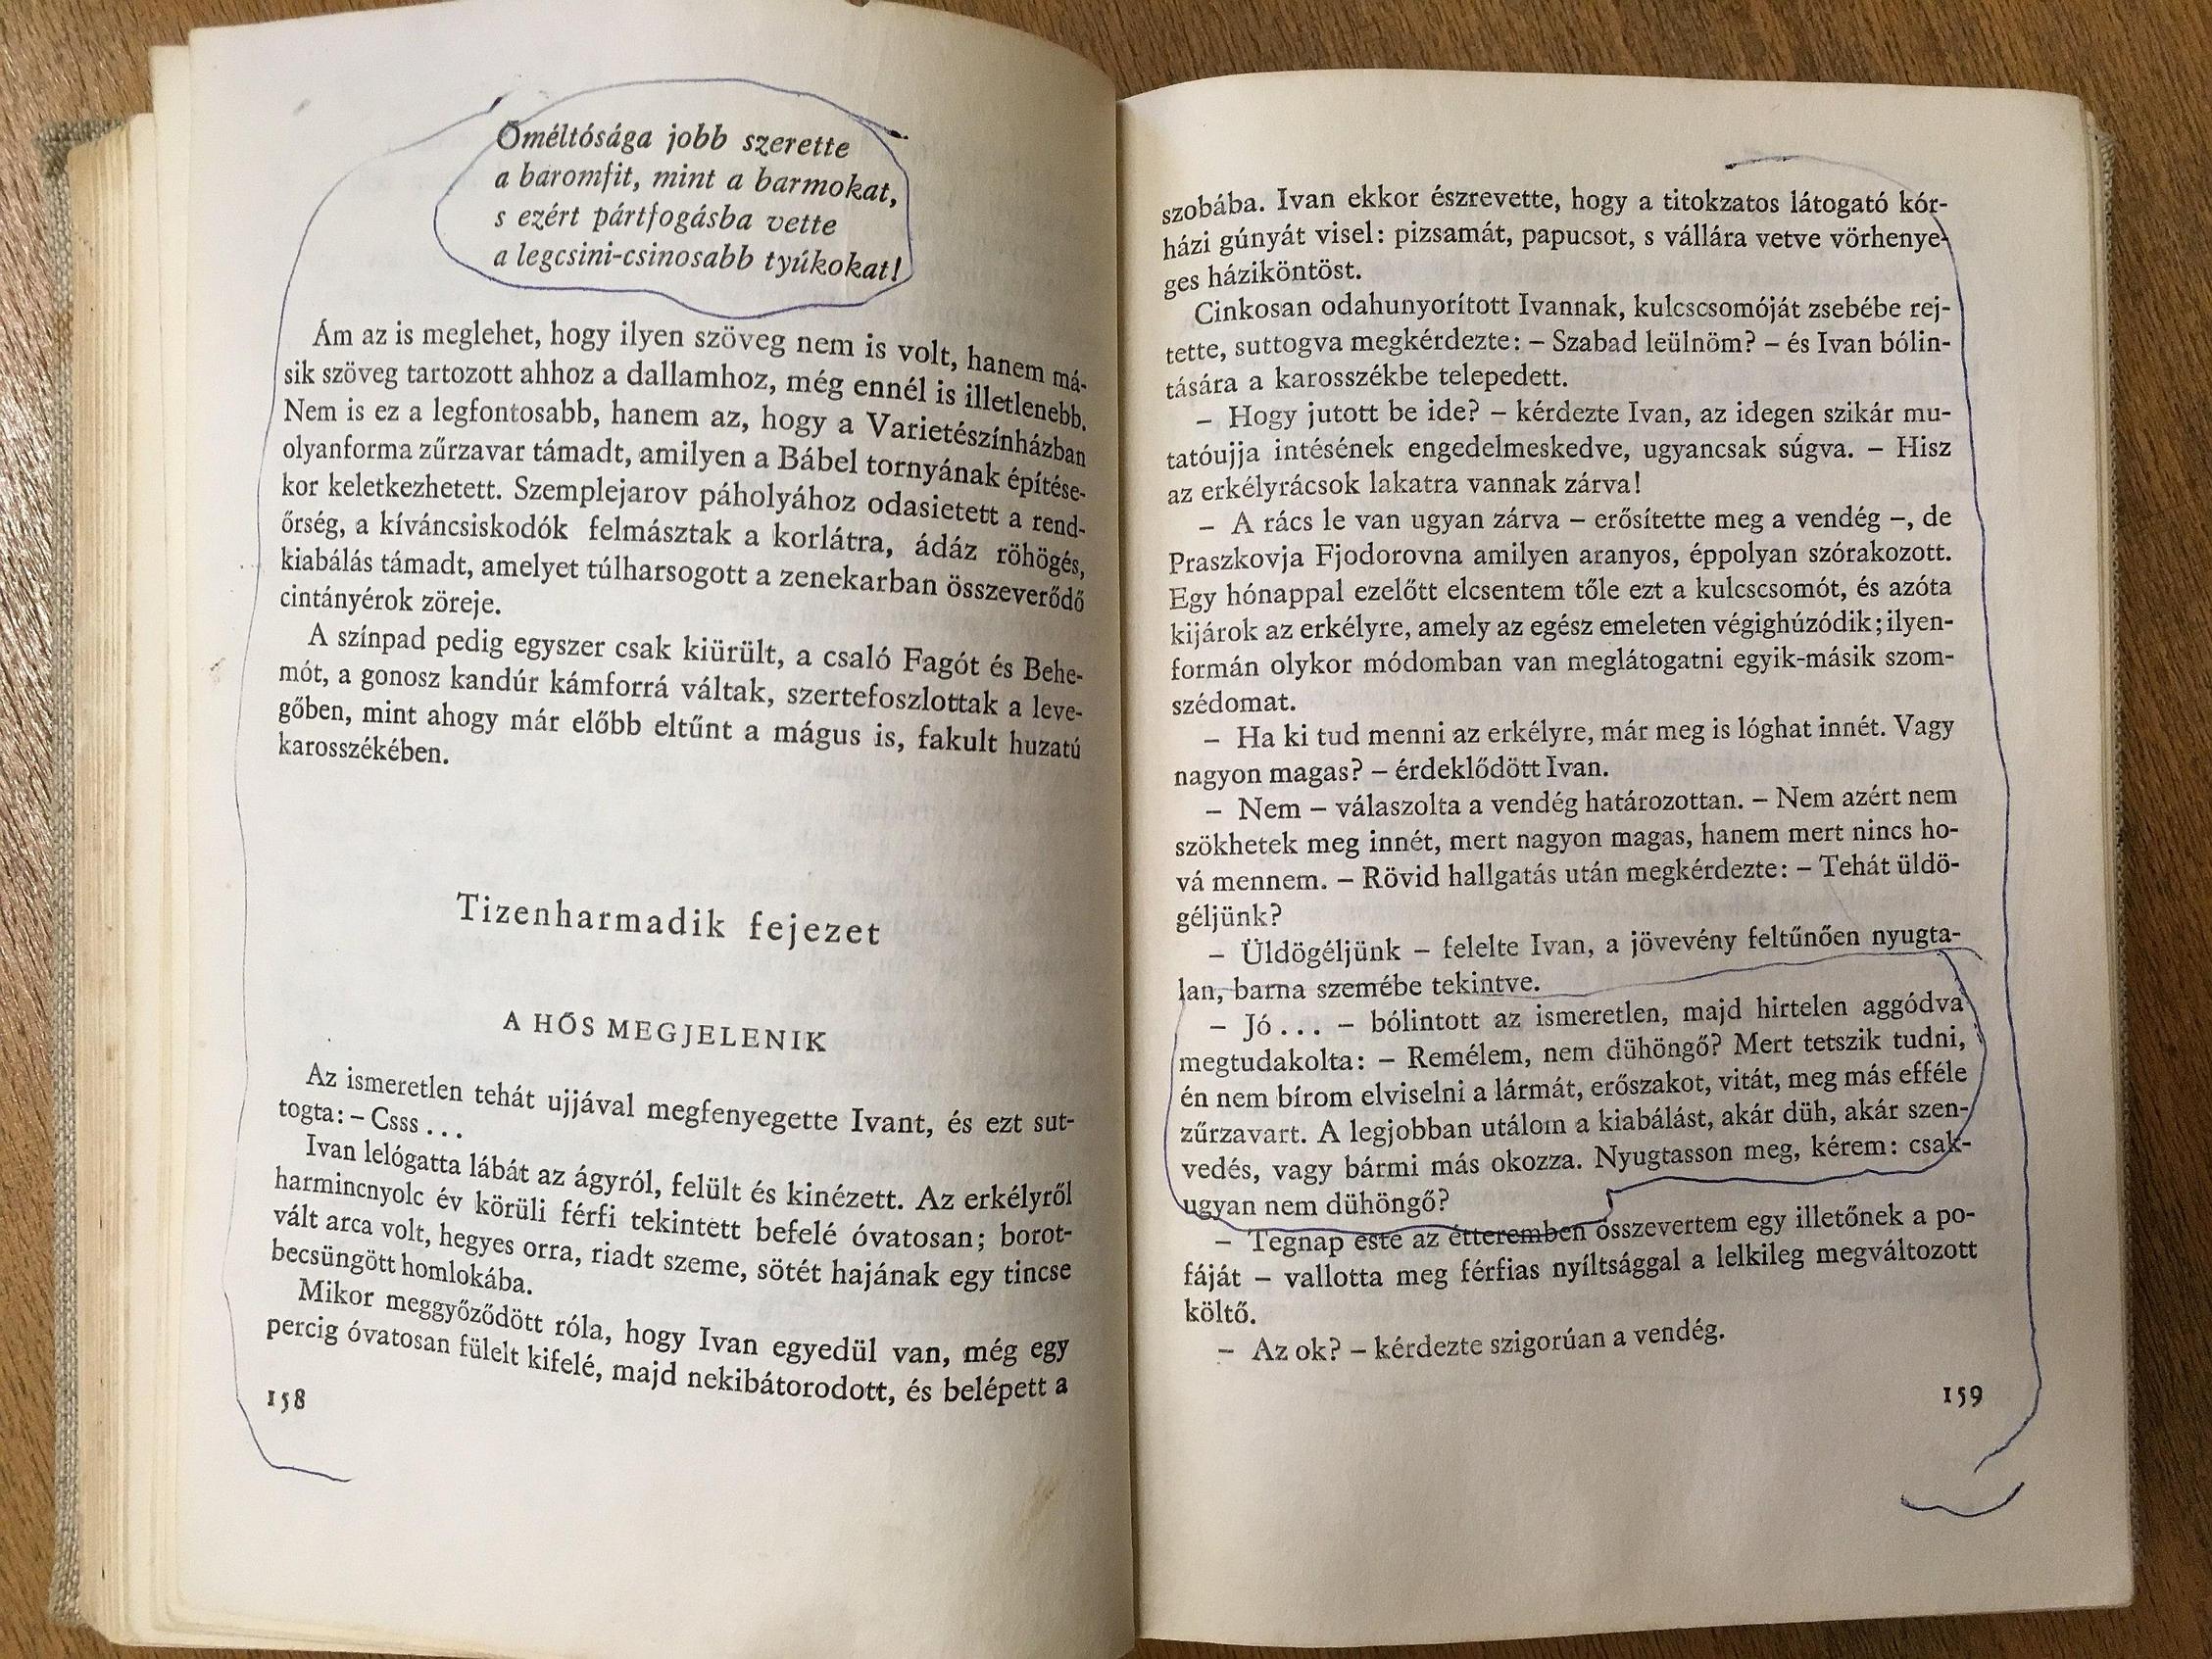 Őméltósága jobb szerette
a baromfit, mint a barmokat,
s ezért pártfogásba vette
a legcsini-csinosabb tyúkokat!
Ám az is meglehet, hogy ilyen szöveg nem is volt, hanem má-
sik szöveg tartozott ahhoz a dallamhoz, még ennél is illetlenebb.
Nem is ez a legfontosabb, hanem az, hogy a Varietészínházban
olyanforma zűrzavar támadt, amilyen a Bábel tornyának építése-
kor keletkezhetett. Szemplejarov páholyához odasietett a rend-
őrség, a kíváncsiskodók felmásztak a korlátra, ádáz röhögés,
kiabálás támadt, amelyet túlharsogott a zenekarban összeverődő
cintányérok zöreje.
A színpad pedig egyszer csak kiürült, a csaló Fagót és Behe-
mót, a gonosz kandúr kámforrá váltak, szertefoszlottak a leve-
gőben, mint ahogy már előbb eltűnt a mágus is, fakult huzatú
karosszékében.
Tizenharmadik fejezet
A HŐS MEGJELENIK
Az ismeretlen tehát ujjával megfenyegette Ivant, és ezt sut-
togta: – Csss . . .
Ivan lelógatta lábát az ágyról, felült és kinézett. Az erkélyről
harmincnyolc év körüli férfi tekintett befelé óvatosan; borot-
vált arca volt, hegyes orra, riadt szeme, sötét hajának egy tincse
becsüngött homlokába.
Mikor meggyőződött róla, hogy Ivan egyedül van, még egy
percig óvatosan fülelt kifelé, majd nekibátorodott, és belépett a
158
szobába. Ivan ekkor észrevette, hogy a titokzatos látogató kór-
házi gúnyát visel: pizsamát, papucsot, s vállára vetve vörhenye-
ges háziköntöst.
Cinkosan odahunyorított Ivannak, kulcscsomóját zsebébe rej-
tette, suttogva megkérdezte: – Szabad leülnöm? – és Ivan bólin-
tására a karosszékbe telepedett.
– Hogy jutott be ide? – kérdezte Ivan, az idegen szikár mu-
tatóujja intésének engedelmeskedve, ugyancsak súgva. – Hisz
az erkélyrácsok lakatra vannak zárva!
– A rács le van ugyan zárva – erősítette meg a vendég –, de
Praszkovja Fjodorovna amilyen aranyos, éppolyan szórakozott.
Egy hónappal ezelőtt elcsentem tőle ezt a kulcscsomót, és azóta
kijárok az erkélyre, amely az egész emeleten végighúzódik; ilyen-
formán olykor módomban van meglátogatni egyik-másik szom-
szédomat.
– Ha ki tud menni az erkélyre, már meg is lóghat innét. Vagy
nagyon magas? – érdeklődött Ivan.
– Nem – válaszolta a vendég határozottan. – Nem azért nem
szökhetek meg innét, mert nagyon magas, hanem mert nincs ho-
vá mennem. – Rövid hallgatás után megkérdezte: – Tehát üldö-
géljünk?
– Üldögéljünk – felelte Ivan, a jövevény feltűnően nyugta-
lan, barna szemébe tekintve.
– Jó . . . – bólintott az ismeretlen, majd hirtelen aggódva
megtudakolta: – Remélem, nem dühöngő? Mert tetszik tudni,
én nem bírom elviselni a lármát, erőszakot, vitát, meg más efféle
zűrzavart. A legjobban utálom a kiabálást, akár düh, akár szen-
vedés, vagy bármi más okozza. Nyugtasson meg, kérem: csak-
ugyan nem dühöngő?
– Tegnap este az étteremben összevertem egy illetőnek a po-
fáját – vallotta meg férfias nyíltsággal a lelkileg megváltozott
költő.
– Az ok? – kérdezte szigorúan a vendég.
159